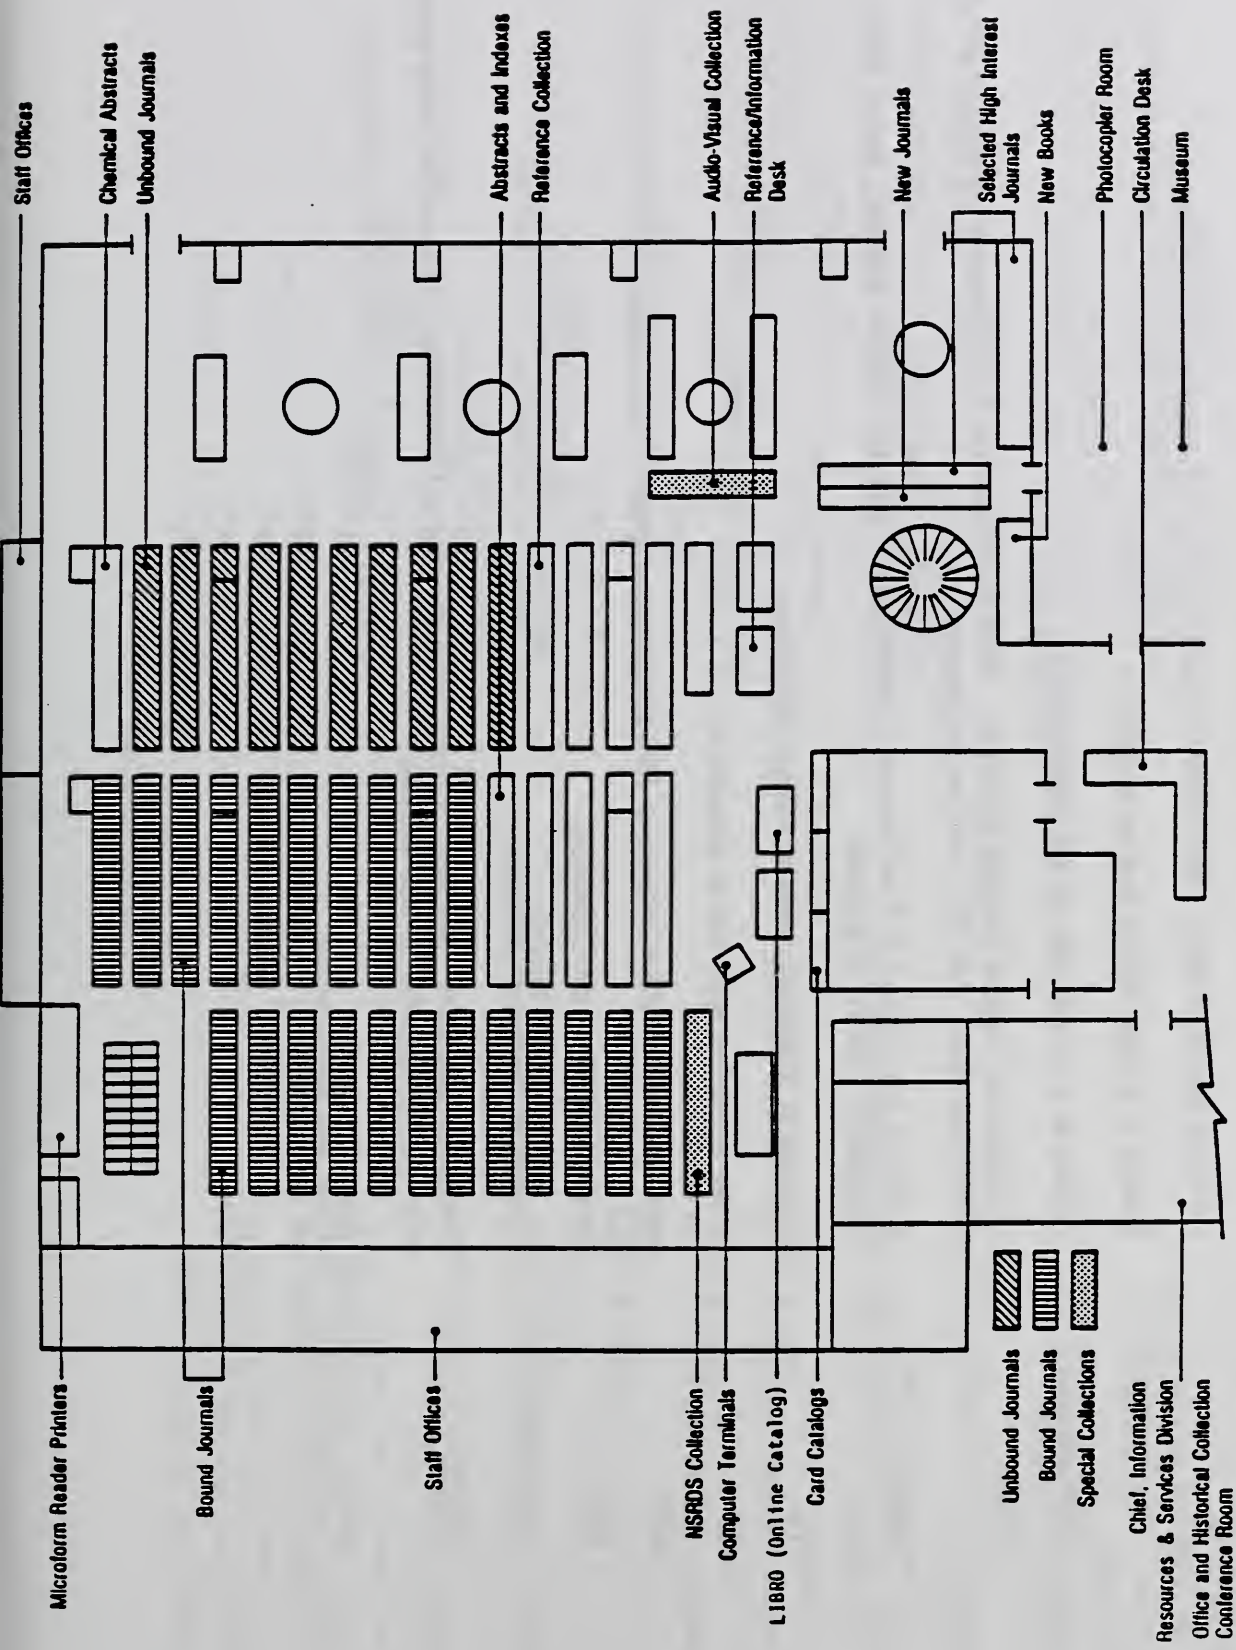 Staff Offices
Chemical Abstracts
Unbound Journals
Abstracts and Indexes
Reference Collection
Audio-Visual Collection
Reference/Information
Desk
New Journals
Selected High Interest
Journals
New Books
Photocopier Room
Circulation Desk
Museum
Microform Reader Printers
Bound Journals
Staff Offices
NSRDS Collection
Computer Terminals
LIBRO (Online Catalog)
Card Catalogs
Unbound Journals
Bound Journals
Special Collections
Chief, Information
Resources & Services Division
Office and Historical Collection
Conference Room